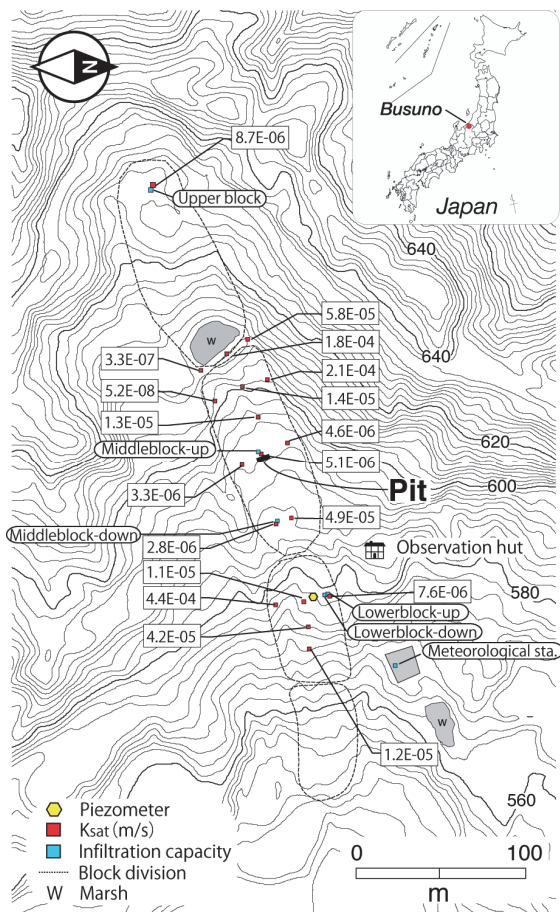 N
Busuno
Japan
8.7E-06
Upper block
640
640
W
5.8E-05
1.8E-04
3.3E-07
2.1E-04
5.2E-08
1.4E-05
1.3E-05
4.6E-06
620
Middleblock-up
5.1E-06
Pit
600
3.3E-06
4.9E-05
Middleblock-down
2.8E-06
Observation hut
1.1E-05
7.6E-06
580
4.4E-04
Lowerblock-up
4.2E-05
Lowerblock-down
Meteorological sta.
W
1.2E-05
560
Piezometer
Ksat (m/s)
Infiltration capacity
Block division
W Marsh
0 100
m